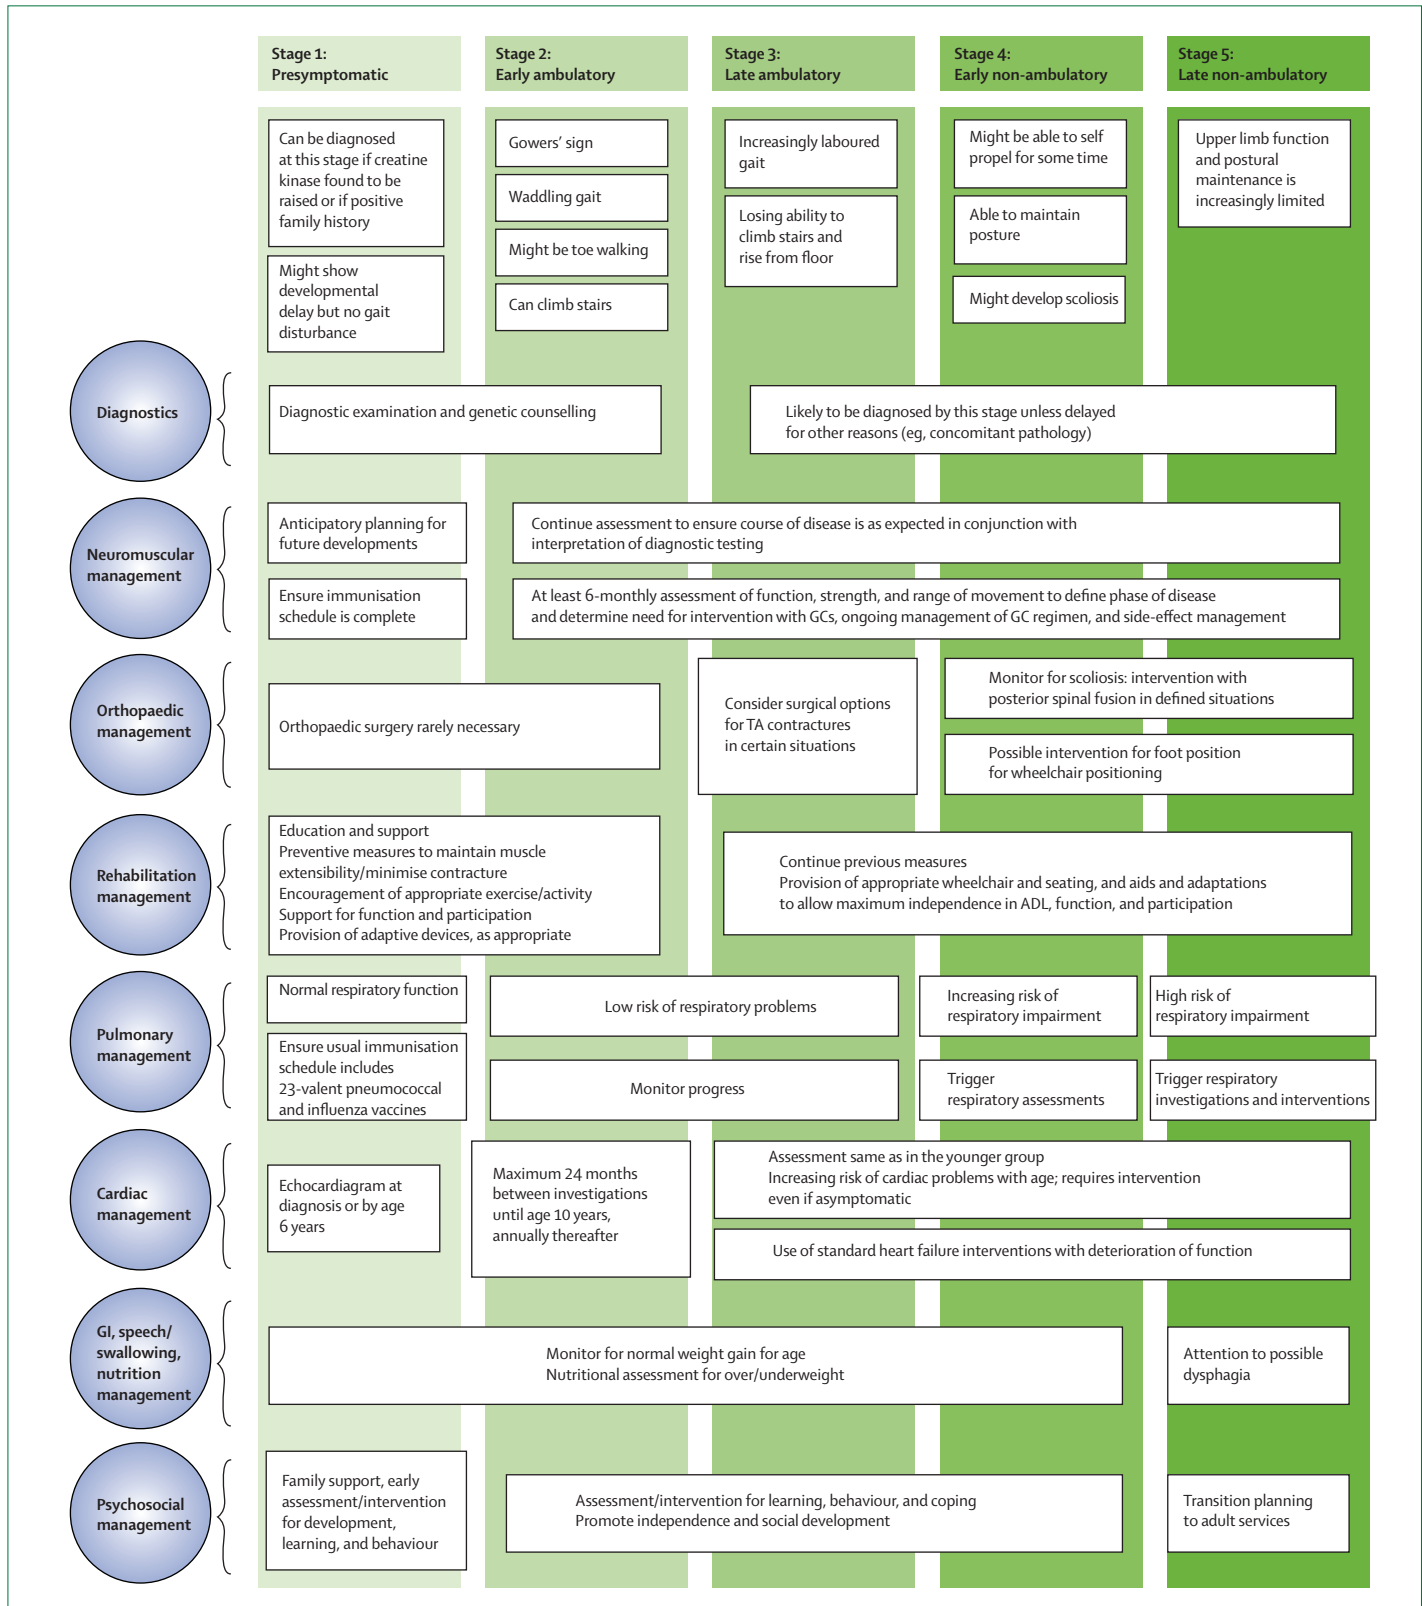 Stage 1:
Presymptomatic
Stage 2:
Early ambulatory
Stage 3:
Late ambulatory
Stage 4:
Early non-ambulatory
Stage 5:
Late non-ambulatory
Can be diagnosed
at this stage if creatine
kinase found to be
raised or if positive
family history
Might show
developmental
delay but no gait
disturbance
Gowers’ sign
Waddling gait
Might be toe walking
Can climb stairs
Increasingly laboured
gait
Losing ability to
climb stairs and
rise from floor
Might be able to self
propel for some time
Able to maintain
posture
Might develop scoliosis
Upper limb function
and postural
maintenance is
increasingly limited
Diagnostics
Diagnostic examination and genetic counselling
Likely to be diagnosed by this stage unless delayed
for other reasons (eg, concomitant pathology)
Neuromuscular
management
Anticipatory planning for
future developments
Ensure immunisation
schedule is complete
Continue assessment to ensure course of disease is as expected in conjunction with
interpretation of diagnostic testing
At least 6-monthly assessment of function, strength, and range of movement to define phase of disease
and determine need for intervention with GCs, ongoing management of GC regimen, and side-effect management
Orthopaedic
management
Orthopaedic surgery rarely necessary
Consider surgical options
for TA contractures
in certain situations
Monitor for scoliosis: intervention with
posterior spinal fusion in defined situations
Possible intervention for foot position
for wheelchair positioning
Rehabilitation
management
Education and support
Preventive measures to maintain muscle
extensibility/minimise contracture
Encouragement of appropriate exercise/activity
Support for function and participation
Provision of adaptive devices, as appropriate
Continue previous measures
Provision of appropriate wheelchair and seating, and aids and adaptations
to allow maximum independence in ADL, function, and participation
Pulmonary
management
Normal respiratory function
Ensure usual immunisation
schedule includes
23-valent pneumococcal
and influenza vaccines
Low risk of respiratory problems
Monitor progress
Increasing risk of
respiratory impairment
Trigger
respiratory assessments
High risk of
respiratory impairment
Trigger respiratory
investigations and interventions
Cardiac
management
Echocardiagram at
diagnosis or by age
6 years
Maximum 24 months
between investigations
until age 10 years,
annually thereafter
Assessment same as in the younger group
Increasing risk of cardiac problems with age; requires intervention
even if asymptomatic
Use of standard heart failure interventions with deterioration of function
GI, speech/
swallowing,
nutrition
management
Monitor for normal weight gain for age
Nutritional assessment for over/underweight
Attention to possible
dysphagia
Psychosocial
management
Family support, early
assessment/intervention
for development,
learning, and behaviour
Assessment/intervention for learning, behaviour, and coping
Promote independence and social development
Transition planning
to adult services